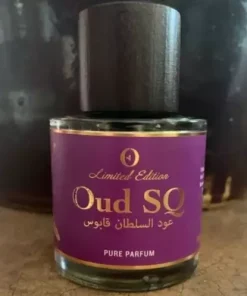 Limited Edition
Oud SQ
عود السلطان قابوس
PURE PARFUM